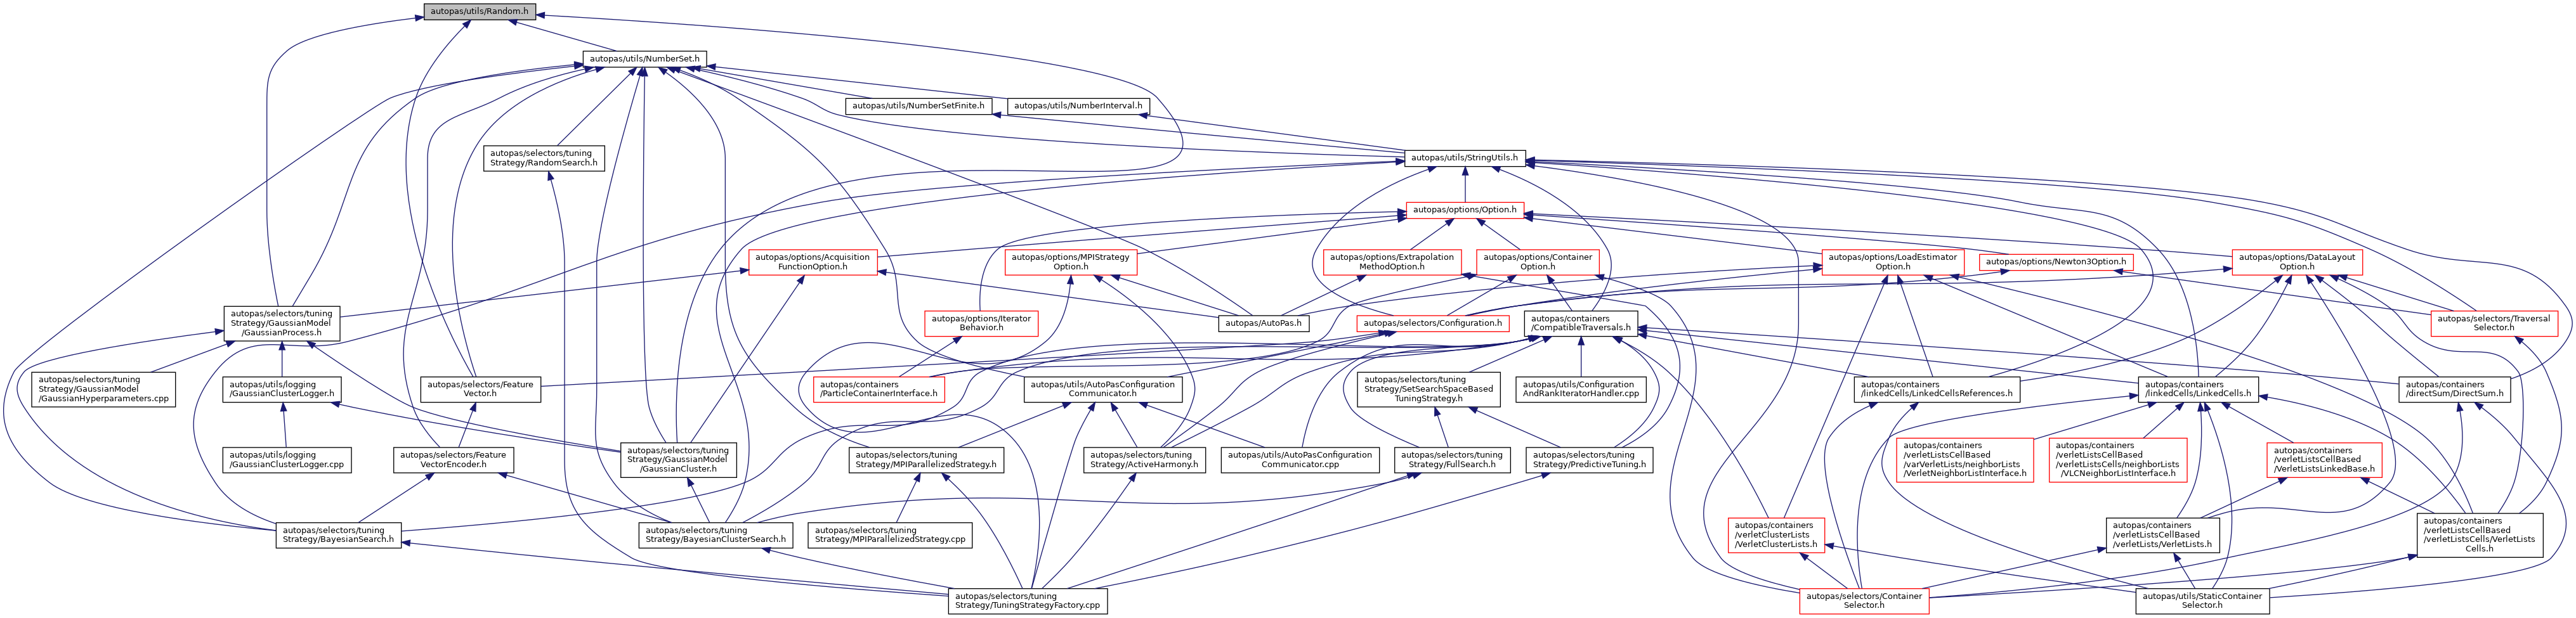 autopas/utils/Random.h
autopas/utils/NumberSet.h
autopas/utils/NumberSetFinite.h
autopas/utils/NumberInterval.h
autopas/selectors/tuning
Strategy/RandomSearch.h
autopas/utils/StringUtils.h
autopas/options/Option.h
autopas/options/Acquisition
FunctionOption.h
autopas/options/MPIStrategy
Option.h
autopas/options/Extrapolation
MethodOption.h
autopas/options/Container
Option.h
autopas/options/LoadEstimator
Option.h
autopas/options/Newton3Option.h
autopas/options/DataLayout
Option.h
autopas/selectors/tuning
Strategy/GaussianModel
/GaussianProcess.h
autopas/options/Iterator
Behavior.h
autopas/AutoPas.h
autopas/selectors/Configuration.h
autopas/containers
/CompatibleTraversals.h
autopas/selectors/Traversal
Selector.h
autopas/selectors/tuning
Strategy/GaussianModel
/GaussianHyperparameters.cpp
autopas/utils/logging
/GaussianClusterLogger.h
autopas/selectors/Feature
Vector.h
autopas/containers
/ParticleContainerInterface.h
autopas/utils/AutoPasConfiguration
Communicator.h
autopas/selectors/tuning
Strategy/SetSearchSpaceBased
TuningStrategy.h
autopas/utils/Configuration
AndRankIteratorHandler.cpp
autopas/containers
/linkedCells/LinkedCellsReferences.h
autopas/containers
/linkedCells/LinkedCells.h
autopas/containers
/directSum/DirectSum.h
autopas/utils/logging
/GaussianClusterLogger.cpp
autopas/selectors/Feature
VectorEncoder.h
autopas/selectors/tuning
Strategy/GaussianModel
/GaussianCluster.h
autopas/selectors/tuning
Strategy/MPIParallelizedStrategy.h
autopas/selectors/tuning
Strategy/ActiveHarmony.h
autopas/utils/AutoPasConfiguration
Communicator.cpp
autopas/selectors/tuning
Strategy/FullSearch.h
autopas/selectors/tuning
Strategy/PredictiveTuning.h
autopas/containers
/verletListsCellBased
/varVerletLists/neighborLists
/VerletNeighborListInterface.h
autopas/containers
/verletListsCellBased
/verletListsCells/neighborLists
/VLCNeighborListInterface.h
autopas/containers
/verletListsCellBased
/VerletListsLinkedBase.h
autopas/selectors/tuning
Strategy/BayesianSearch.h
autopas/selectors/tuning
Strategy/BayesianClusterSearch.h
autopas/selectors/tuning
Strategy/MPIParallelizedStrategy.cpp
autopas/containers
/verletClusterLists
/VerletClusterLists.h
autopas/containers
/verletListsCellBased
/verletLists/VerletLists.h
autopas/containers
/verletListsCellBased
/verletListsCells/VerletLists
Cells.h
autopas/selectors/tuning
Strategy/TuningStrategyFactory.cpp
autopas/selectors/Container
Selector.h
autopas/utils/StaticContainer
Selector.h